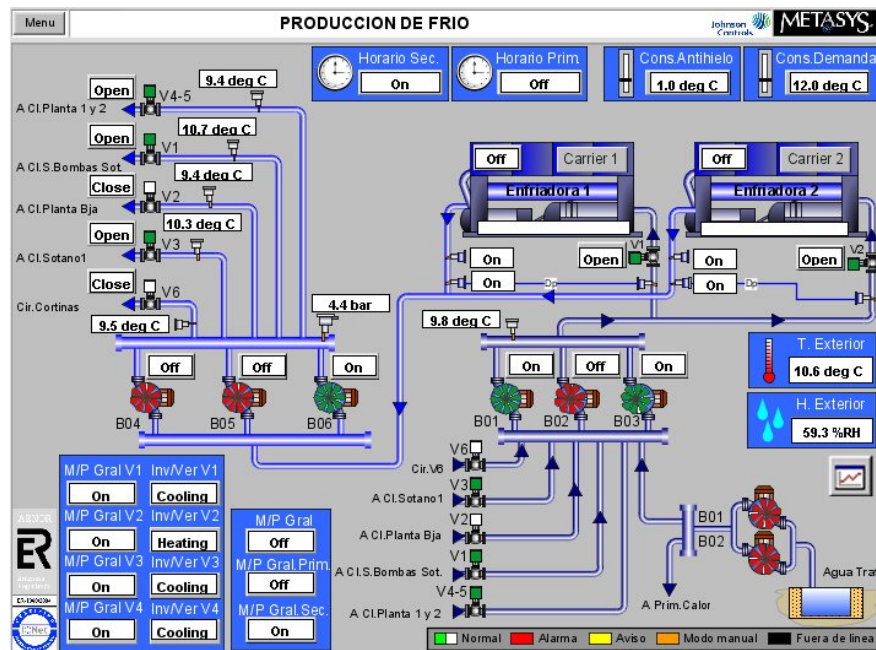 Menu
PRODUCCION DE FRIO
Johnson Controls
METASYS
Horario Sec.
On
Horario Prim.
Off
Cons.Antihielo
1.0 deg C
Cons.Demanda
12.0 deg C
9.4 deg C
Open
V4-5
A Cl.Planta 1 y 2
10.7 deg C
Open
V1
A Cl.S.Bombas Sot.
9.4 deg C
Close
V2
A Cl.Planta Bja
10.3 deg C
Open
V3
A Cl.Sotano1
Close
V6
Cir.Cortinas
9.5 deg C
4.4 bar
Off
Carrier 1
Enfriadora 1
Off
Carrier 2
Enfriadora 2
On
On
Dp
Open
V1
On
On
Dp
Open
V2
9.8 deg C
Off
Off
On
B04
B05
B06
On
Off
On
B01
B02
B03
T. Exterior
10.6 deg C
H. Exterior
59.3 %RH
V6
Cir.V6
V3
A Cl.Sotano1
V2
A Cl.Planta Bja
V1
A Cl.S.Bombas Sot.
V4-5
A Cl.Planta 1 y 2
B01
B02
A Prim.Calor
Agua Trat
M/P Gral V1
On
Inv/Ver V1
Cooling
M/P Gral V2
On
Inv/Ver V2
Heating
M/P Gral V3
On
Inv/Ver V3
Cooling
M/P Gral V4
On
Inv/Ver V4
Cooling
M/P Gral
Off
M/P Gral.Prim.
Off
M/P Gral.Sec.
On
AENOR
ER
IQNet
Normal
Alarma
Aviso
Modo manual
Fuera de linea